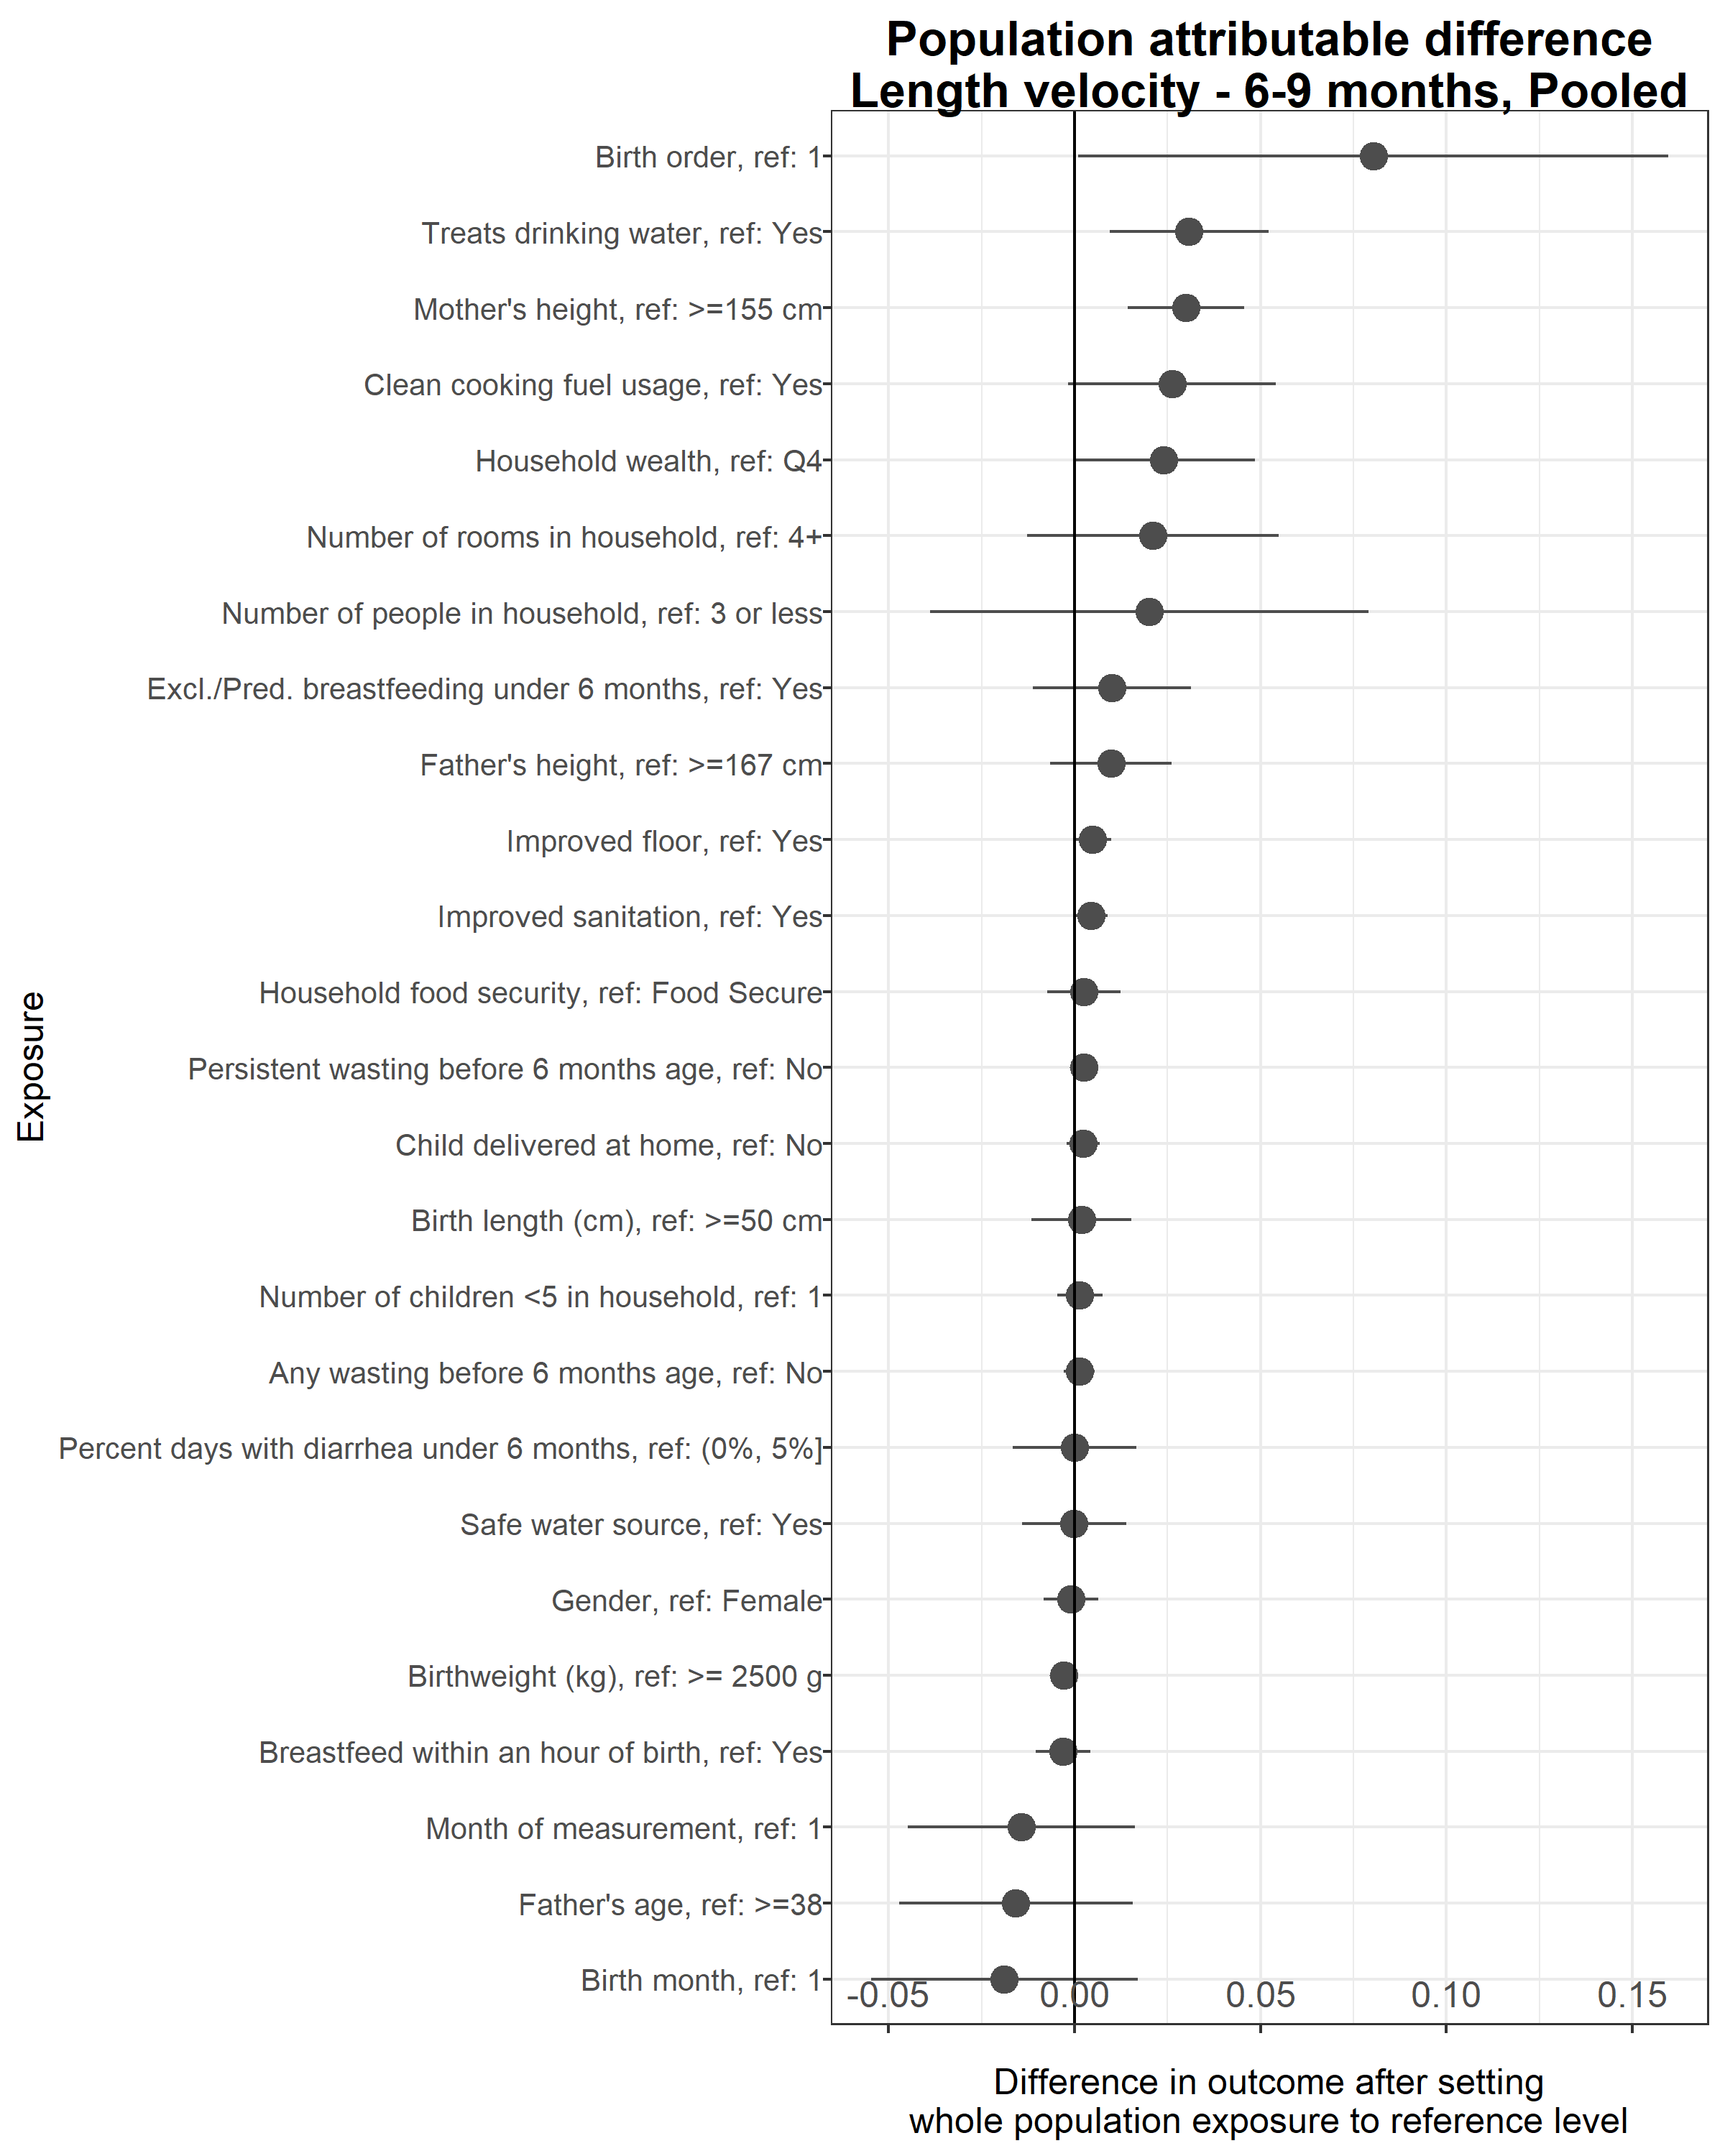 Population attributable difference
Length velocity - 6-9 months, Pooled
Birth order, ref: 1
Treats drinking water, ref: Yes
Mother's height, ref: >=155 cm
Clean cooking fuel usage, ref: Yes
Household wealth, ref: Q4
Number of rooms in household, ref: 4+
Number of people in household, ref: 3 or less
Excl./Pred. breastfeeding under 6 months, ref: Yes
Father's height, ref: >=167 cm
Improved floor, ref: Yes
Improved sanitation, ref: Yes
Household food security, ref: Food Secure
Persistent wasting before 6 months age, ref: No
Child delivered at home, ref: No
Birth length (cm), ref: >=50 cm
Number of children <5 in household, ref: 1
Any wasting before 6 months age, ref: No
Percent days with diarrhea under 6 months, ref: (0%, 5%]
Safe water source, ref: Yes
Gender, ref: Female
Birthweight (kg), ref: >= 2500 g
Breastfeed within an hour of birth, ref: Yes
Month of measurement, ref: 1
Father's age, ref: >=38
Birth month, ref: 1
Exposure
-0.05 0.00 0.05 0.10 0.15
Difference in outcome after setting
whole population exposure to reference level